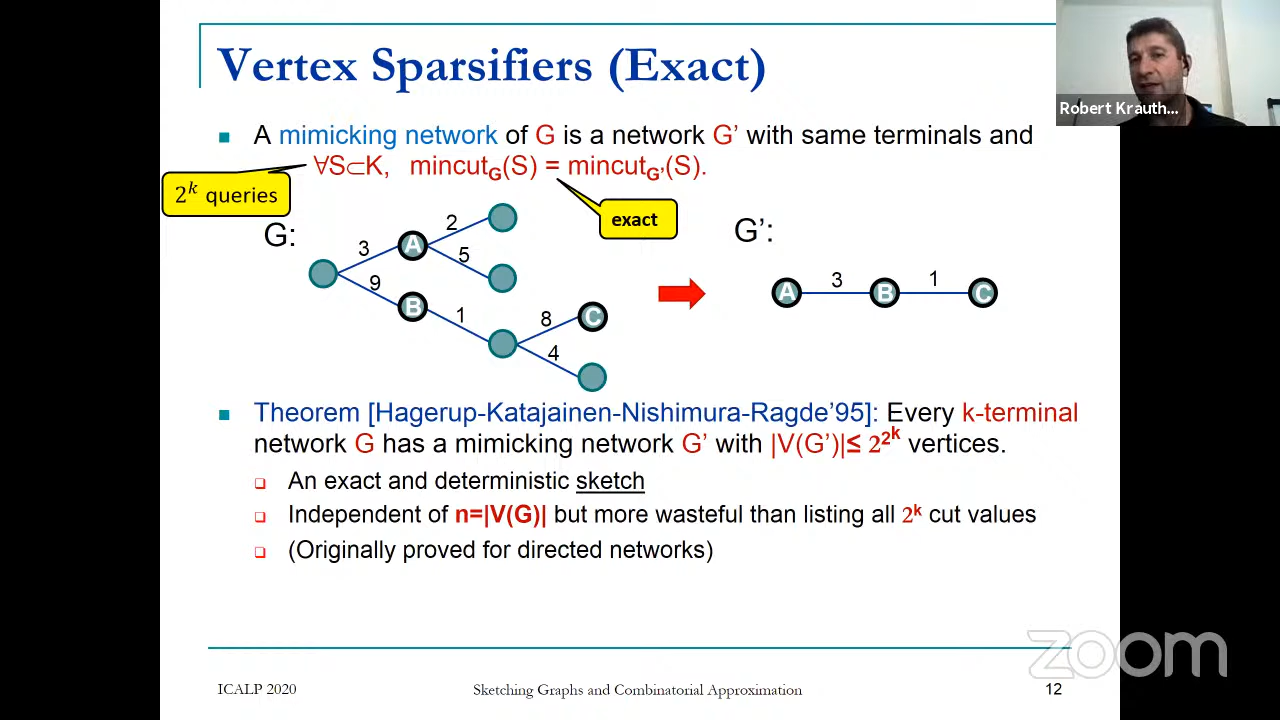 Vertex Sparsifiers (Exact)
Robert Krauth...
A mimicking network of G is a network G’ with same terminals and
∀S⊂K, mincut_G(S) = mincut_G’(S).
2^k queries
exact
G:
G’:
3
A
2
5
9
B
1
8
C
4
A
3
B
1
C
Theorem [Hagerup-Katajainen-Nishimura-Ragde’95]: Every k-terminal
network G has a mimicking network G’ with |V(G’)|≤ 2^2^k vertices.
An exact and deterministic sketch
Independent of n=|V(G)| but more wasteful than listing all 2^k cut values
(Originally proved for directed networks)
zoom
ICALP 2020
Sketching Graphs and Combinatorial Approximation
12